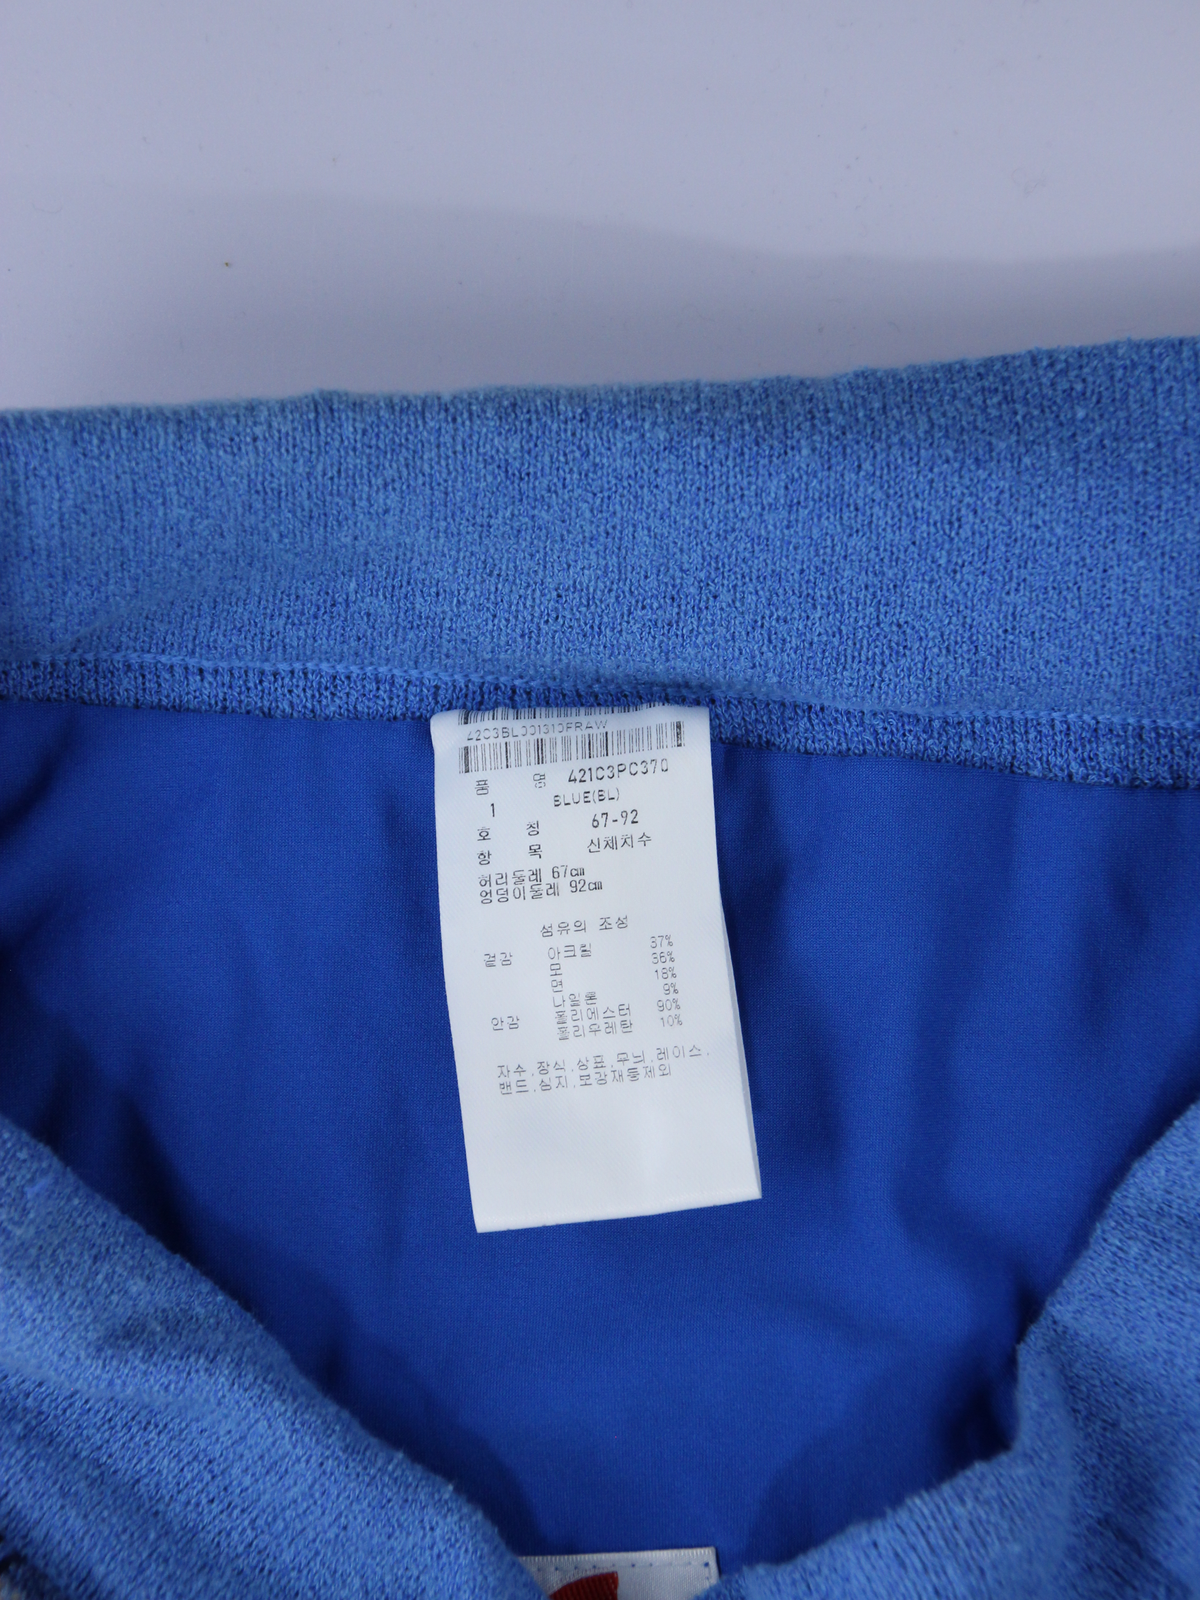 42C3BL001310FRAW
품 명 421C3PC370
1 BLUE(BL)
호 칭 67-92
항 목 신체치수
허리둘레 67㎝
엉덩이둘레 92㎝
섬유의 조성
겉감 아크릴 37%
모 36%
면 18%
나일론 9%
안감 폴리에스터 90%
폴리우레탄 10%
자수,장식,상표,무늬,레이스,
밴드,심지,보강재등제외